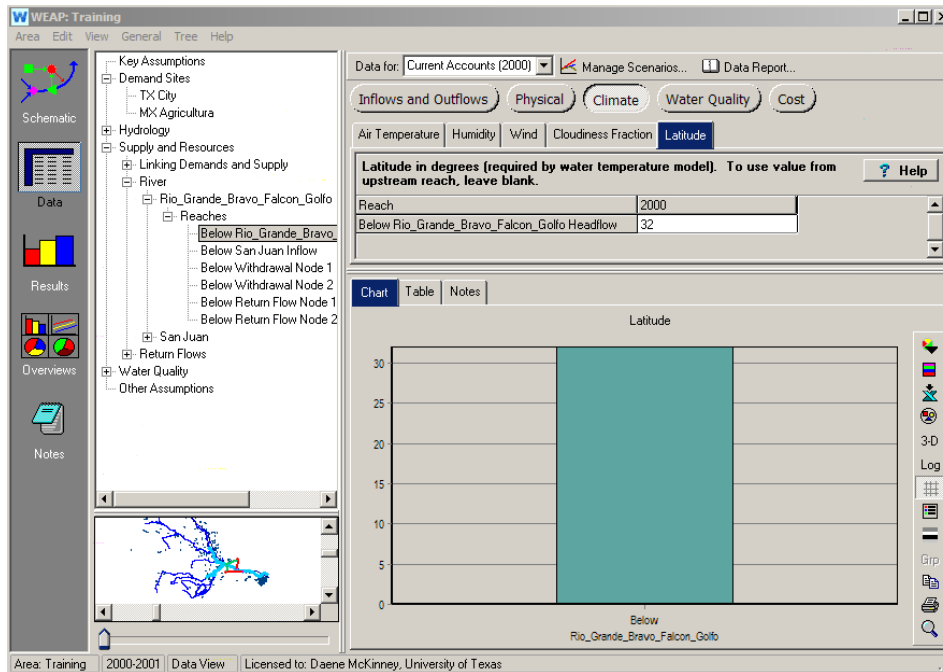 WEAP: Training
Area Edit View General Tree Help
Schematic
Data
Results
Overviews
Notes
Key Assumptions
Demand Sites
TX City
MX Agricultura
Hydrology
Supply and Resources
Linking Demands and Supply
River
Rio_Grande_Bravo_Falcon_Golfo
Reaches
Below Rio_Grande_Bravo_
Below San Juan Inflow
Below Withdrawal Node 1
Below Withdrawal Node 2
Below Return Flow Node 1
Below Return Flow Node 2
San Juan
Return Flows
Water Quality
Other Assumptions
Data for: Current Accounts (2000) Manage Scenarios... Data Report...
Inflows and Outflows Physical Climate Water Quality Cost
Air Temperature Humidity Wind Cloudiness Fraction Latitude
Latitude in degrees (required by water temperature model). To use value from
upstream reach, leave blank.
? Help
Reach 2000
Below Rio_Grande_Bravo_Falcon_Golfo Headflow 32
Chart Table Notes
Latitude
30
25
20
15
10
5
0
Below
Rio_Grande_Bravo_Falcon_Golfo
3-D
Log
Grp
Area: Training 2000-2001 Data View Licensed to: Daene McKinney, University of Texas